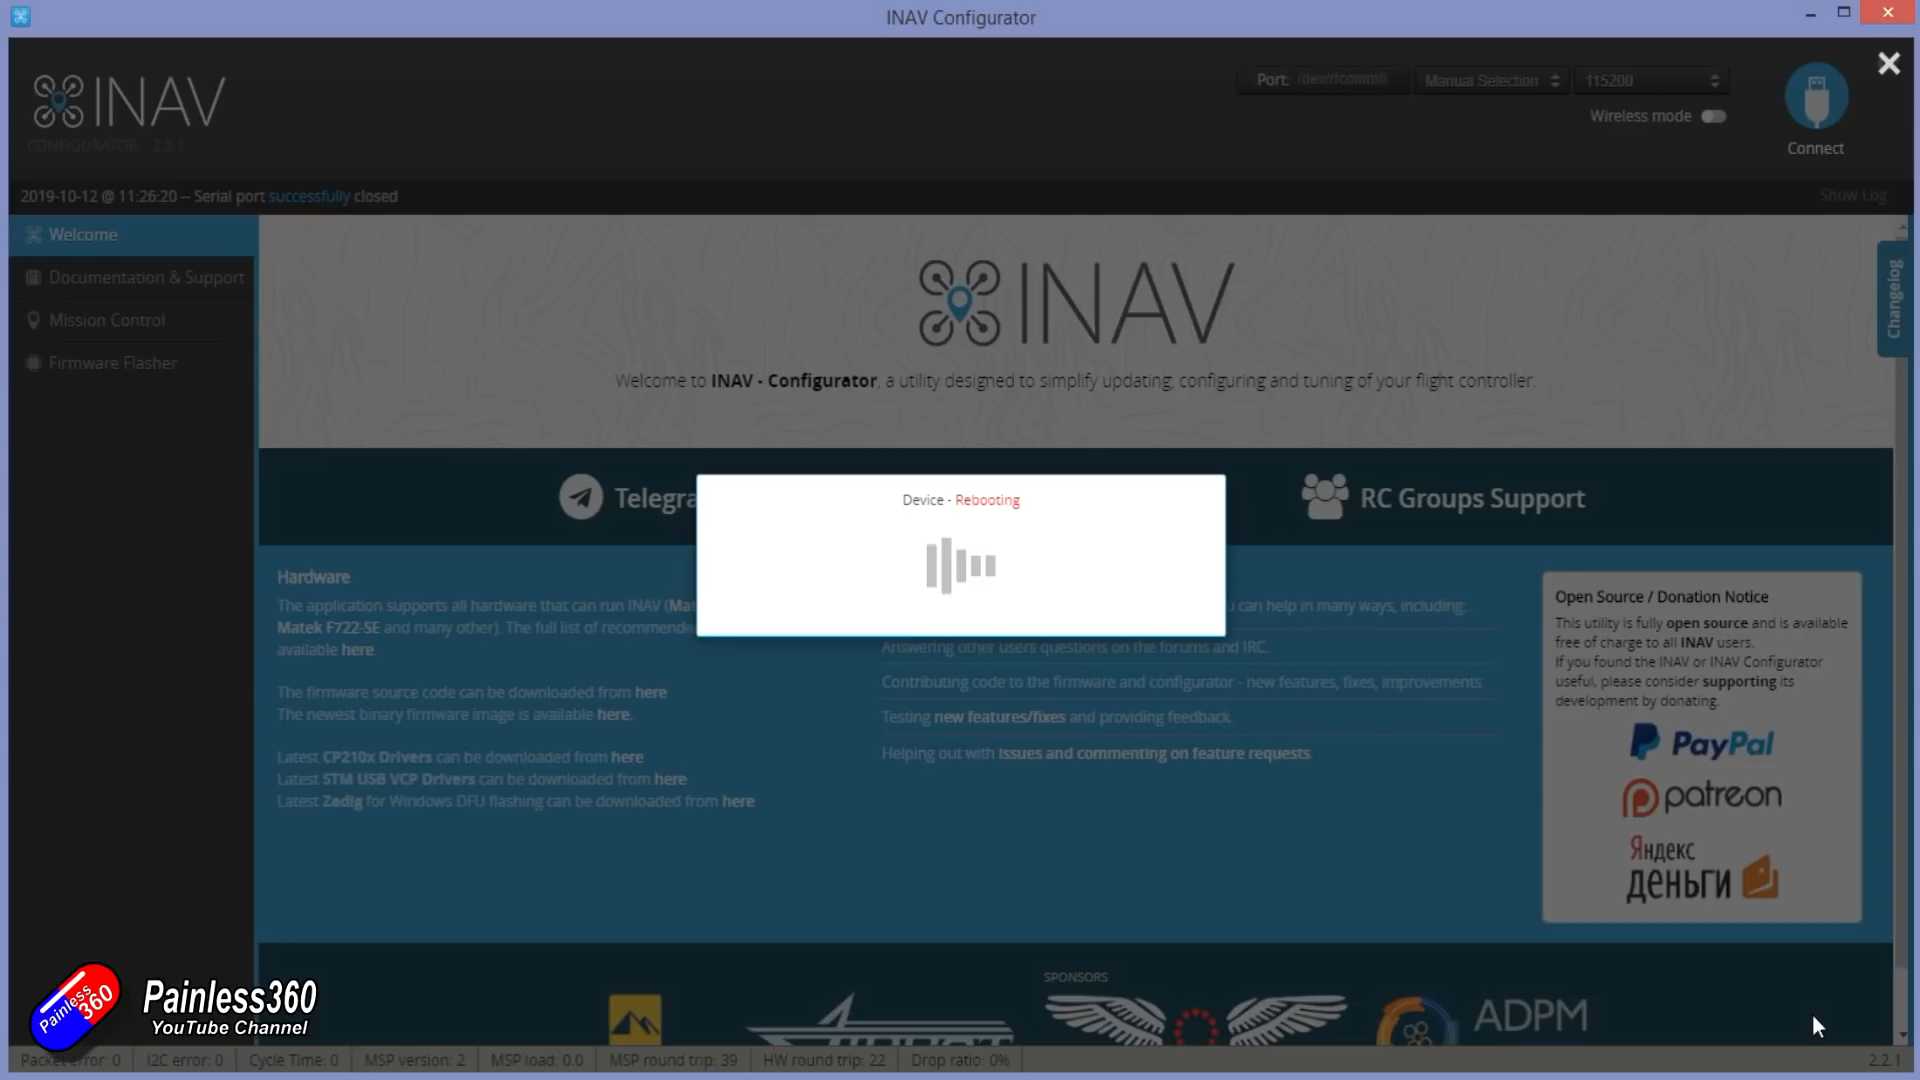 INAV Configurator
INAV
CONFIGURATOR 2.2.1
Port:
Manual Selection
115200
Wireless mode
Connect
2019-10-12 @ 11:26:20 -- Serial port successfully closed
Show Log
Welcome
Documentation & Support
Mission Control
Firmware Flasher
INAV
Changelog
Welcome to INAV - Configurator, a utility designed to simplify updating, configuring and tuning of your flight controller.
Telegra
RC Groups Support
Device - Rebooting
Hardware
The application supports all hardware that can run INAV (Mat
Matek F722-SE and many other). The full list of recommende
available here.
The firmware source code can be downloaded from here
The newest binary firmware image is available here.
Latest CP210x Drivers can be downloaded from here
Latest STM USB VCP Drivers can be downloaded from here
Latest Zadig for Windows DFU flashing can be downloaded from here
can help in many ways, including:
Answering other users questions on the forums and IRC.
Contributing code to the firmware and configurator - new features, fixes, improvements
Testing new features/fixes and providing feedback.
Helping out with issues and commenting on feature requests.
Open Source / Donation Notice
This utility is fully open source and is available
free of charge to all INAV users.
If you found the INAV or INAV Configurator
useful, please consider supporting its
development by donating.
PayPal
patreon
Яндекс
деньги
SPONSORS
ADPM
Painless 360
Painless360
YouTube Channel
Packet error: 0
I2C error: 0
Cycle Time: 0
MSP version: 2
MSP load: 0.0
MSP round trip: 39
HW round trip: 22
Drop ratio: 0%
2.2.1